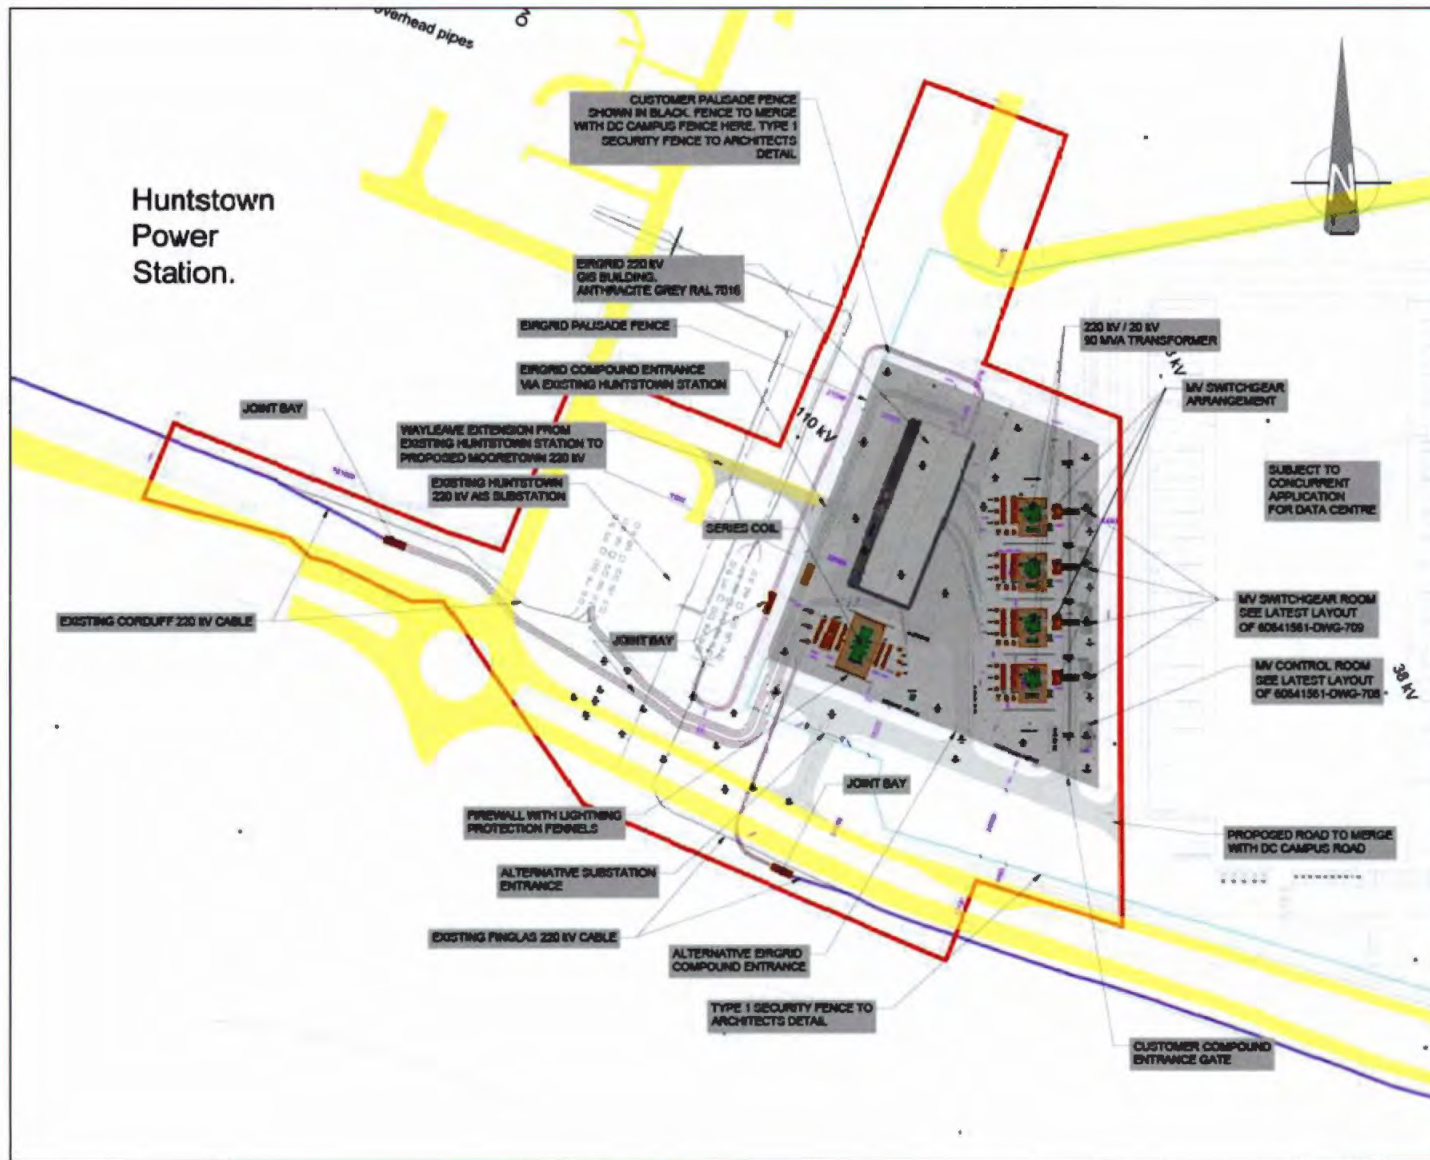 overhead pipes
CUSTOMER PALISADE FENCE
SHOWN IN BLACK. FENCE TO MERGE
WITH DC CAMPUS FENCE HERE. TYPE 1
SECURITY FENCE TO ARCHITECTS
DETAIL
Huntstown
Power
Station.
N
EIRGRID 220 kV
GIS BUILDING.
ANTHRACITE GREY RAL 7016
EIRGRID PALISADE FENCE
220 kV / 20 kV
90 MVA TRANSFORMER
EIRGRID COMPOUND ENTRANCE
VIA EXISTING HUNTSTOWN STATION
MV SWITCHGEAR
ARRANGEMENT
JOINT BAY
110 kV
WAYLEAVE EXTENSION FROM
EXISTING HUNTSTOWN STATION TO
PROPOSED MOORETOWN 220 kV
EXISTING HUNTSTOWN
220 kV AIS SUBSTATION
SUBJECT TO
CONCURRENT
APPLICATION
FOR DATA CENTRE
SERIES COIL
EXISTING CORDUFF 220 kV CABLE
JOINT BAY
MV SWITCHGEAR ROOM
SEE LATEST LAYOUT
OF 60641561-DWG-709
MV CONTROL ROOM
SEE LATEST LAYOUT
OF 60641561-DWG-708
38 kV
JOINT BAY
FIREWALL WITH LIGHTNING
PROTECTION FENNELS
PROPOSED ROAD TO MERGE
WITH DC CAMPUS ROAD
ALTERNATIVE SUBSTATION
ENTRANCE
EXISTING FINGLAS 220 kV CABLE
ALTERNATIVE EIRGRID
COMPOUND ENTRANCE
TYPE 1 SECURITY FENCE TO
ARCHITECTS DETAIL
CUSTOMER COMPOUND
ENTRANCE GATE